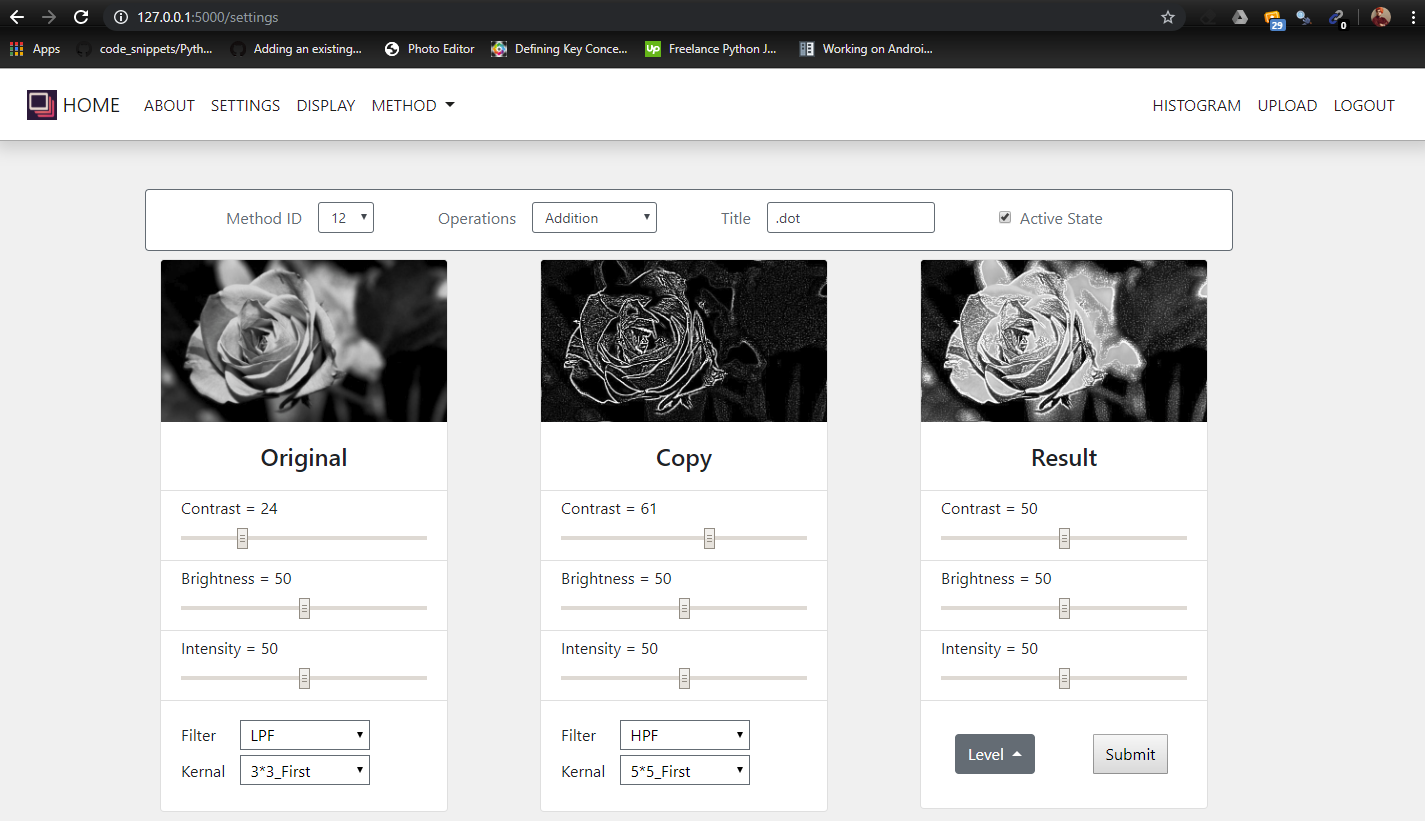 127.0.0.1:5000/settings
29
0
Apps
code_snippets/Pyth...
Adding an existing...
Photo Editor
Defining Key Conce...
up Freelance Python J...
Working on Androi...
HOME ABOUT SETTINGS DISPLAY METHOD HISTOGRAM UPLOAD LOGOUT
Method ID 12 Operations Addition Title .dot Active State
Original
Contrast = 24
Brightness = 50
Intensity = 50
Filter LPF
Kernal 3*3_First
Copy
Contrast = 61
Brightness = 50
Intensity = 50
Filter HPF
Kernal 5*5_First
Result
Contrast = 50
Brightness = 50
Intensity = 50
Level Submit